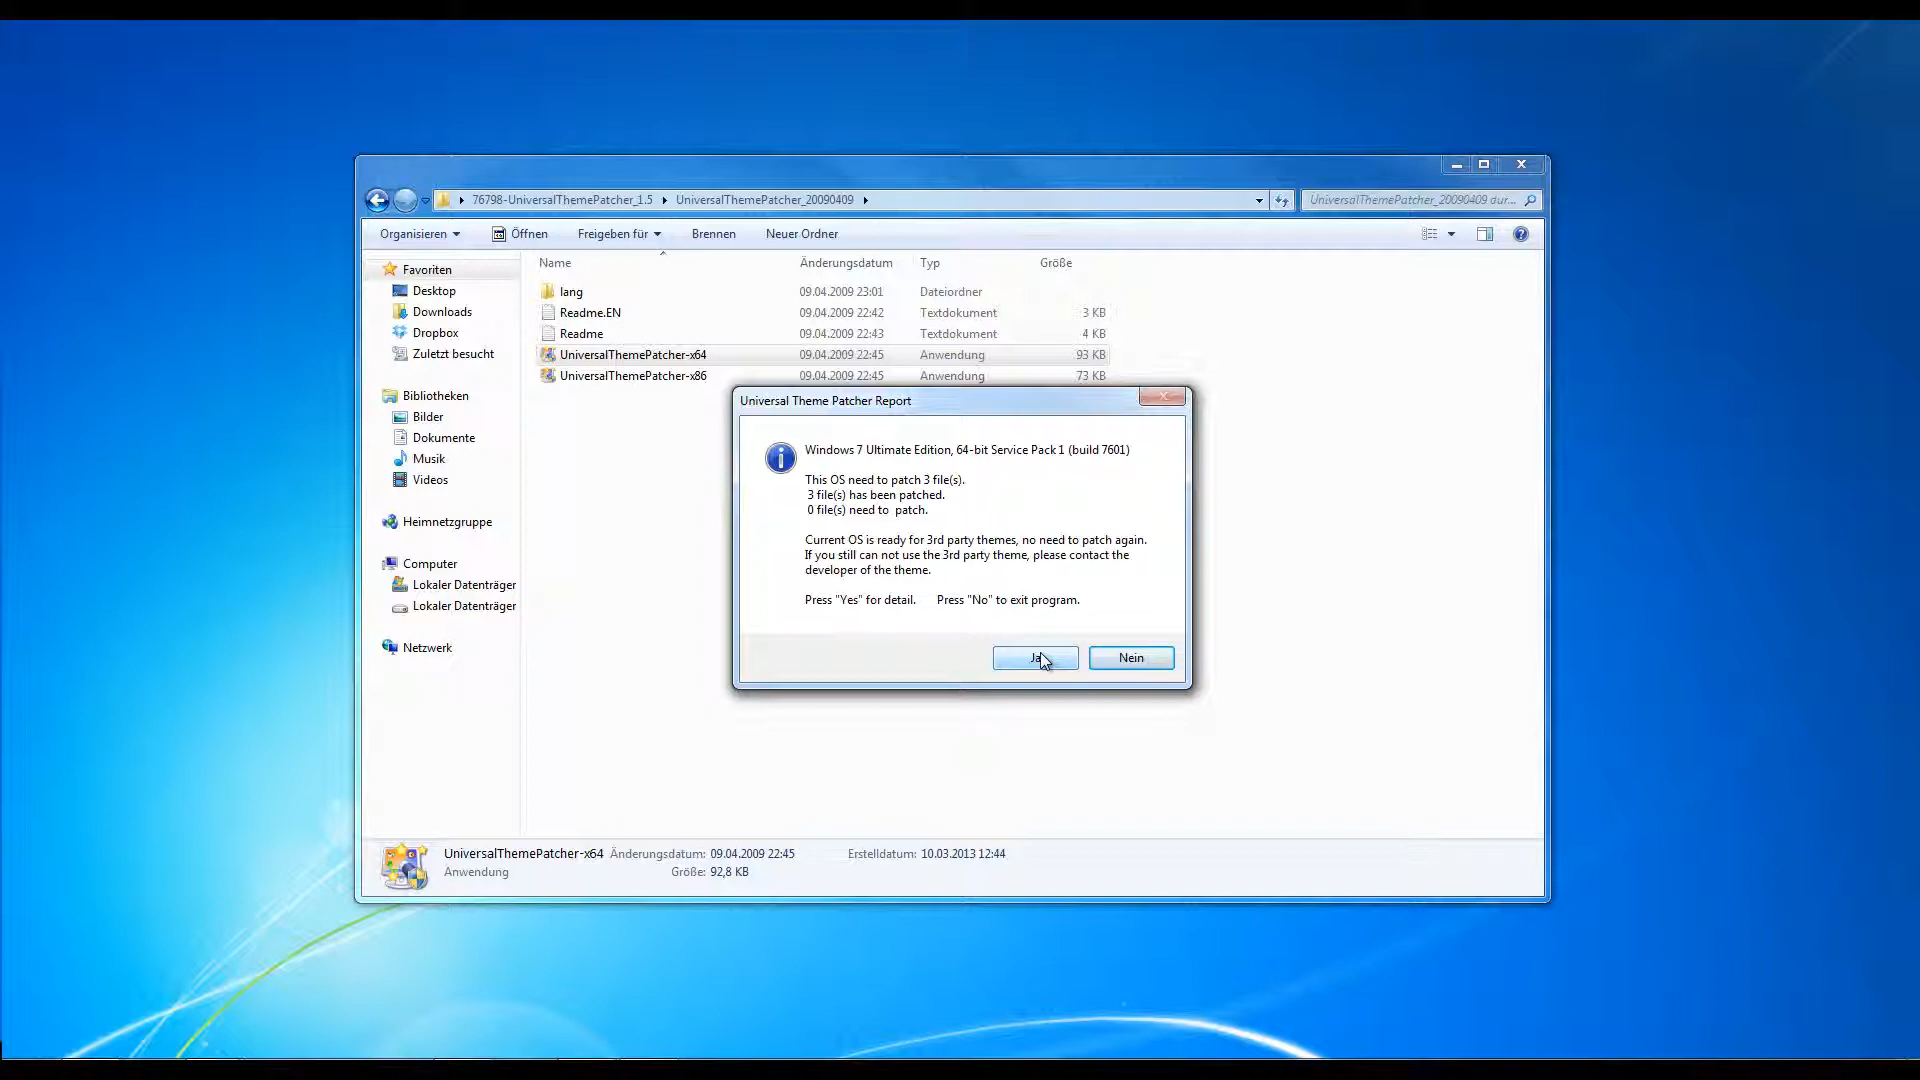 76798-UniversalThemePatcher_1.5 UniversalThemePatcher_20090409
UniversalThemePatcher_20090409 dur...
Organisieren Öffnen Freigeben für Brennen Neuer Ordner
Favoriten
Desktop
Downloads
Dropbox
Zuletzt besucht
Bibliotheken
Bilder
Dokumente
Musik
Videos
Heimnetzgruppe
Computer
Lokaler Datenträger
Lokaler Datenträger
Netzwerk
Name Änderungsdatum Typ Größe
lang 09.04.2009 23:01 Dateiordner
Readme.EN 09.04.2009 22:42 Textdokument 3 KB
Readme 09.04.2009 22:43 Textdokument 4 KB
UniversalThemePatcher-x64 09.04.2009 22:45 Anwendung 93 KB
UniversalThemePatcher-x86 09.04.2009 22:45 Anwendung 73 KB
Universal Theme Patcher Report
Windows 7 Ultimate Edition, 64-bit Service Pack 1 (build 7601)
This OS need to patch 3 file(s).
3 file(s) has been patched.
0 file(s) need to  patch.
Current OS is ready for 3rd party themes, no need to patch again.
If you still can not use the 3rd party theme, please contact the
developer of the theme.
Press "Yes" for detail. Press "No" to exit program.
Ja Nein
UniversalThemePatcher-x64 Änderungsdatum: 09.04.2009 22:45 Erstelldatum: 10.03.2013 12:44
Anwendung Größe: 92,8 KB